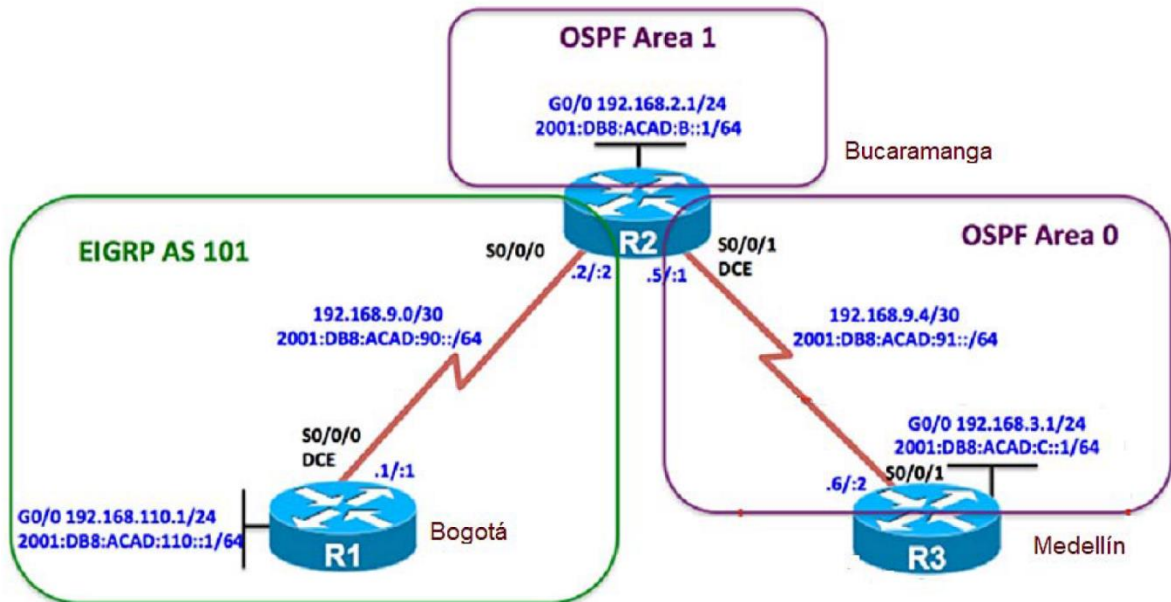 OSPF Area 1
G0/0 192.168.2.1/24
2001:DB8:ACAD:B::1/64
Bucaramanga
R2
EIGRP AS 101
S0/0/0
.2/:2
.5/:1
S0/0/1
DCE
OSPF Area 0
192.168.9.0/30
2001:DB8:ACAD:90::/64
192.168.9.4/30
2001:DB8:ACAD:91::/64
S0/0/0
DCE
.1/:1
G0/0 192.168.3.1/24
2001:DB8:ACAD:C::1/64
.6/:2
S0/0/1
G0/0 192.168.110.1/24
2001:DB8:ACAD:110::1/64
R1
Bogotá
R3
Medellín